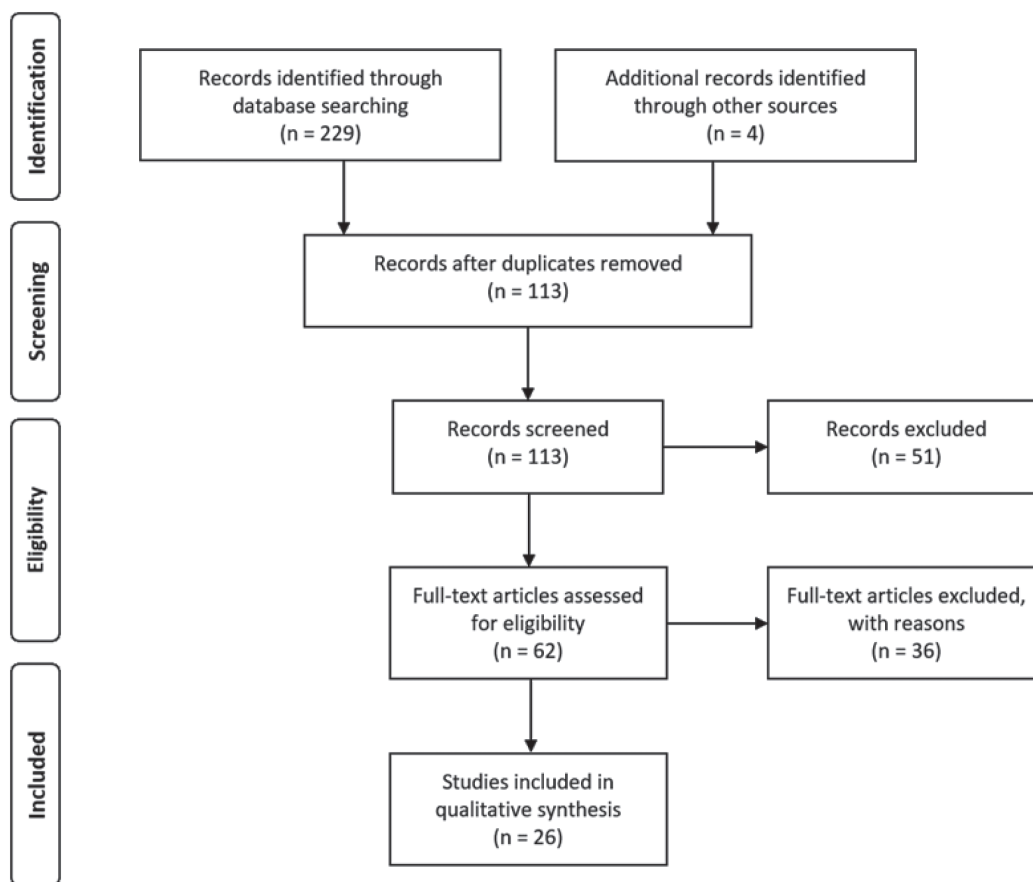 Identification
Records identified through
database searching
(n = 229)
Additional records identified
through other sources
(n = 4)
Screening
Records after duplicates removed
(n = 113)
Eligibility
Records screened
(n = 113)
Records excluded
(n = 51)
Full-text articles assessed
for eligibility
(n = 62)
Full-text articles excluded,
with reasons
(n = 36)
Included
Studies included in
qualitative synthesis
(n = 26)